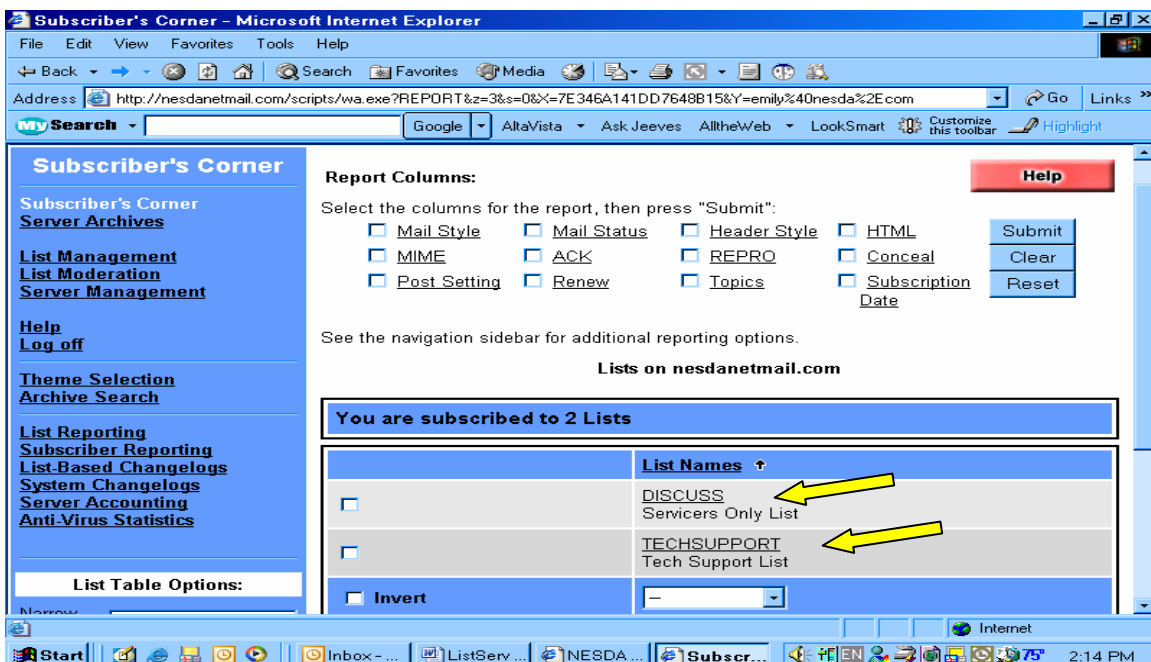 Subscriber's Corner - Microsoft Internet Explorer
File Edit View Favorites Tools Help
Back Search Favorites Media
Address http://nesdanetmail.com/scripts/wa.exe?REPORT&z=3&s=0&X=7E346A141DD7648B15&Y=emily%40nesda%2Ecom Go Links »
My Search Google AltaVista Ask Jeeves AlltheWeb LookSmart Customize this toolbar Highlight
Subscriber's Corner
Subscriber's Corner
Server Archives
List Management
List Moderation
Server Management
Help
Log off
Theme Selection
Archive Search
List Reporting
Subscriber Reporting
List-Based Changelogs
System Changelogs
Server Accounting
Anti-Virus Statistics
List Table Options:
Narrow
Report Columns:
Help
Select the columns for the report, then press "Submit":
Mail Style Mail Status Header Style HTML Submit
MIME ACK REPRO Conceal Clear
Post Setting Renew Topics Subscription Date Reset
See the navigation sidebar for additional reporting options.
Lists on nesdanetmail.com
You are subscribed to 2 Lists
List Names
DISCUSS
Servicers Only List
TECHSUPPORT
Tech Support List
Invert --
Internet
Start Inbox - ... ListServ ... NESDA ... Subscr... EN 75° 2:14 PM